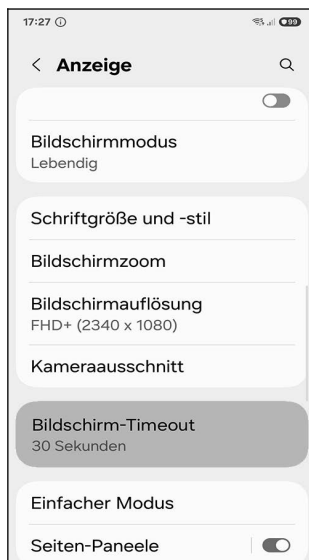 17:27
99
Anzeige
Bildschirmmodus
Lebendig
Schriftgröße und -stil
Bildschirmzoom
Bildschirmauflösung
FHD+ (2340 x 1080)
Kameraausschnitt
Bildschirm-Timeout
30 Sekunden
Einfacher Modus
Seiten-Paneele